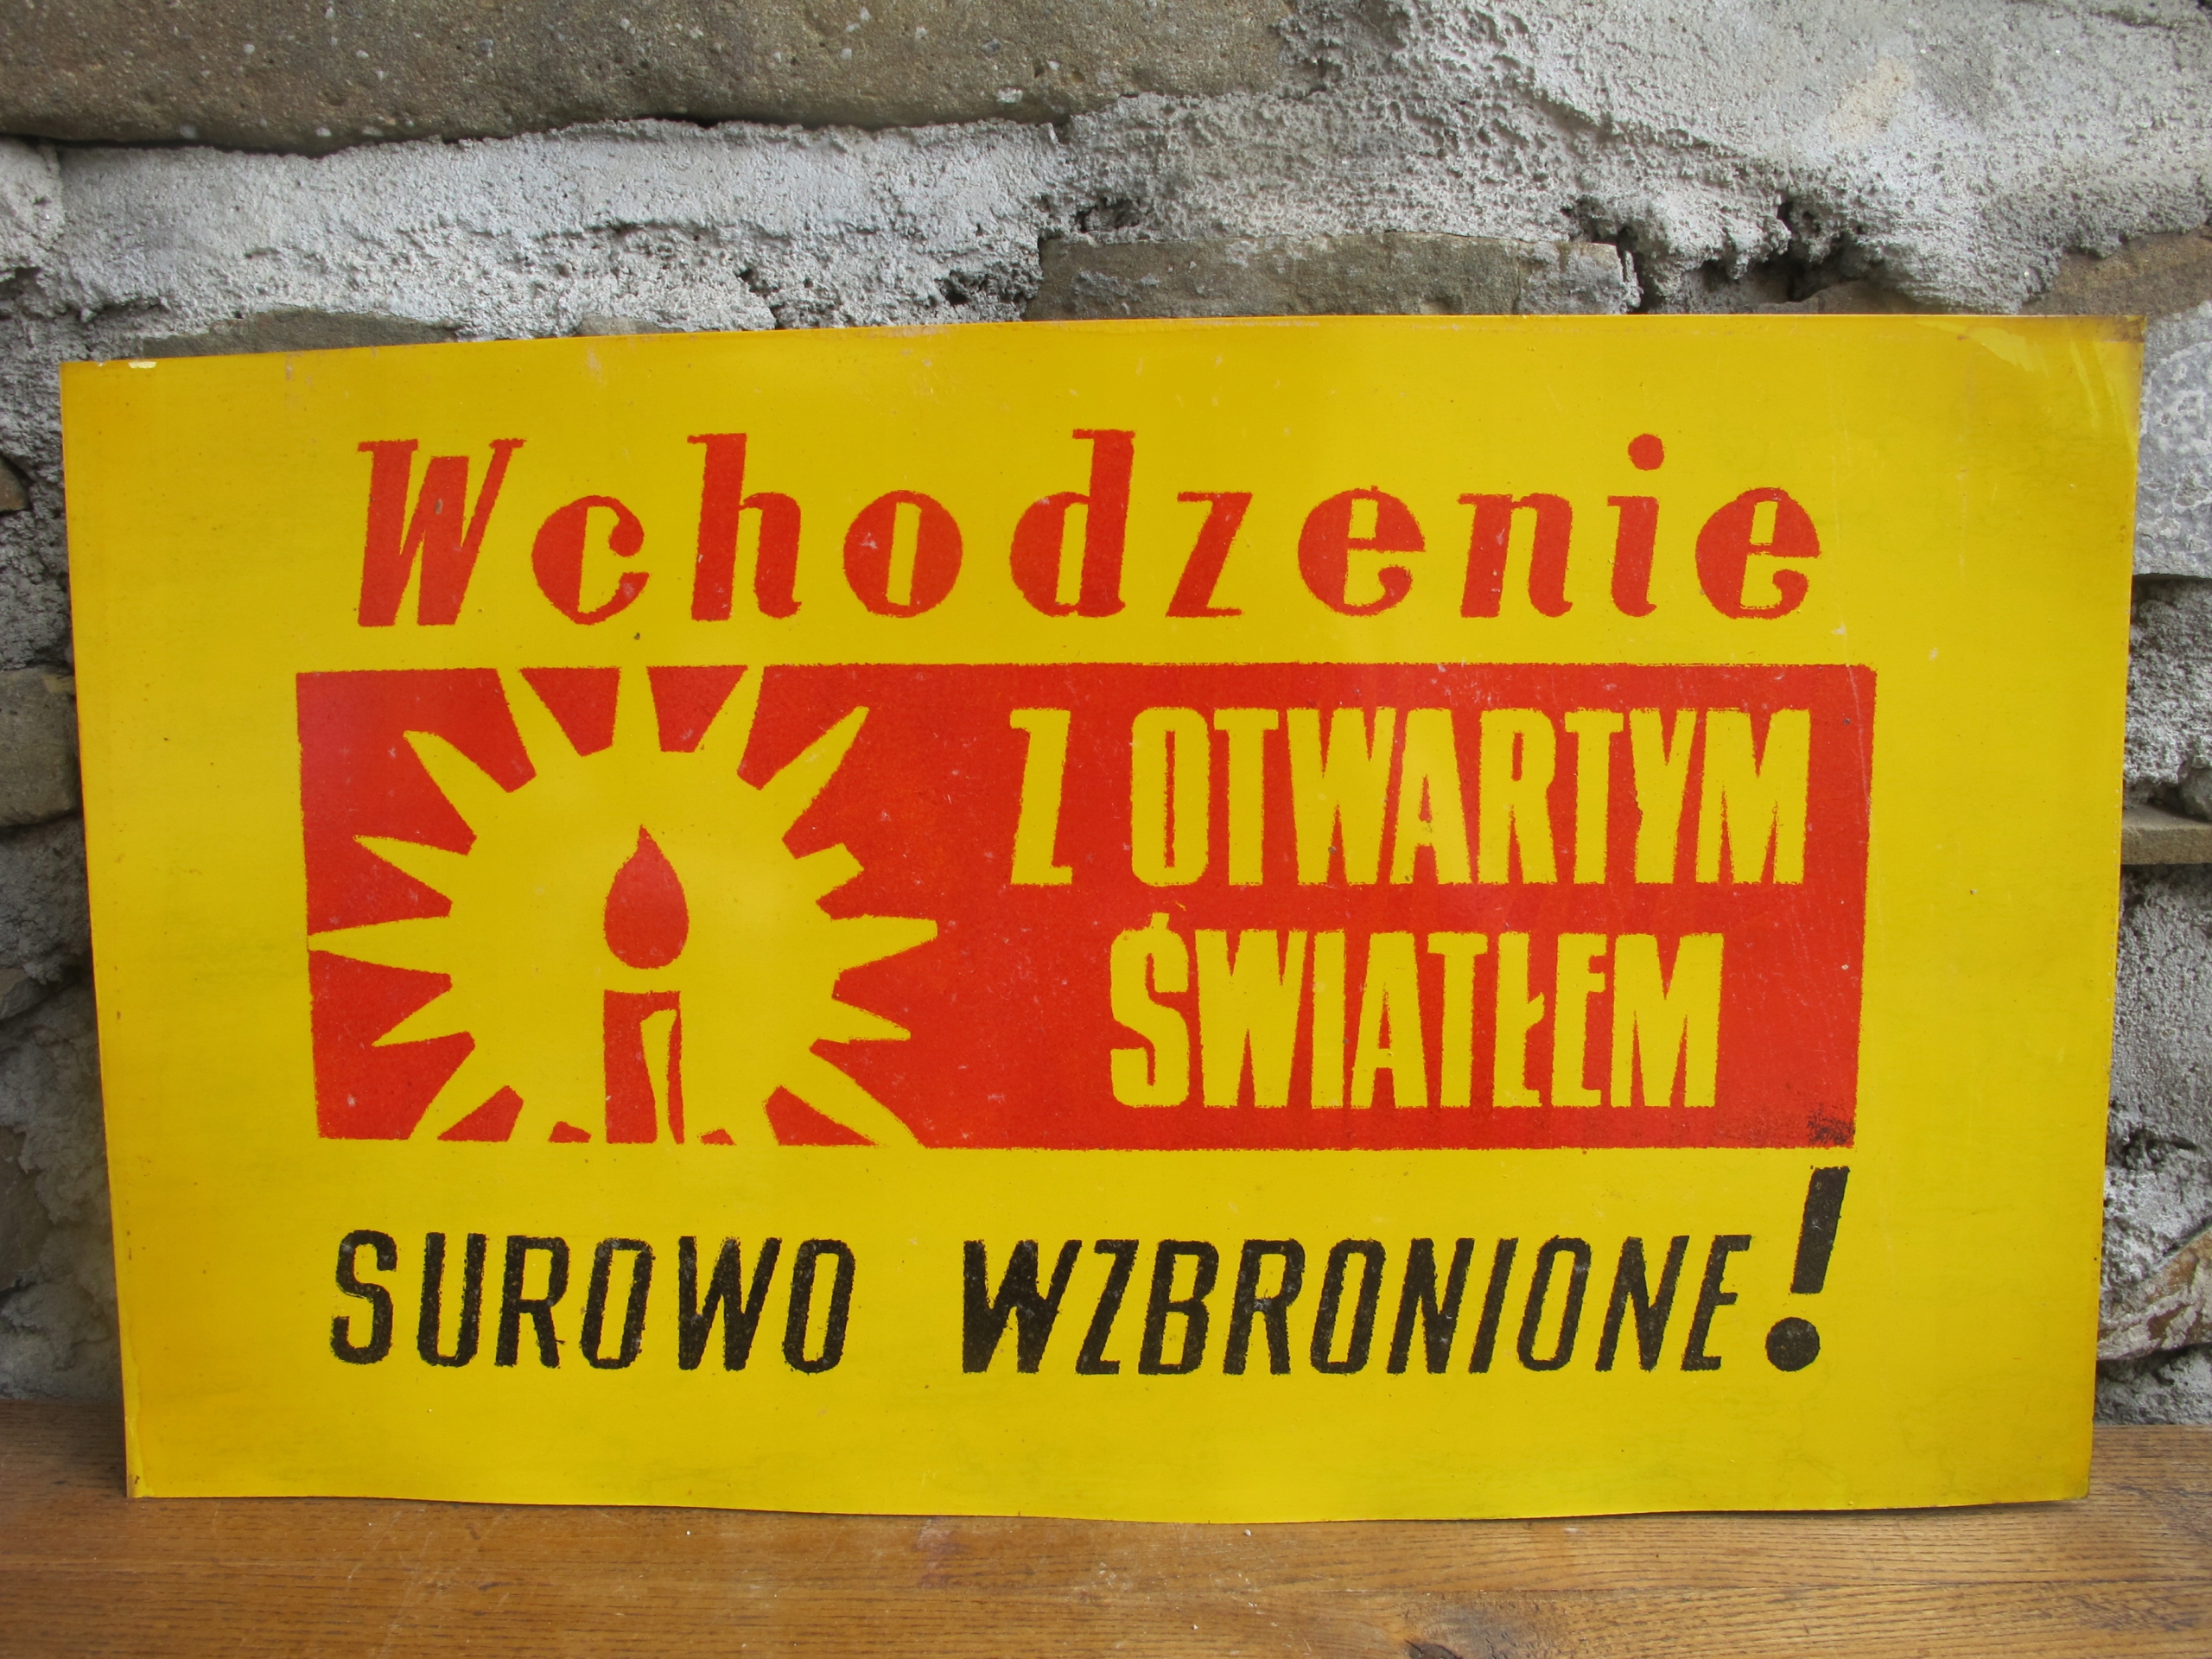 Wchodzenie
Z OTWARTYM
ŚWIATŁEM
SUROWO WZBRONIONE!